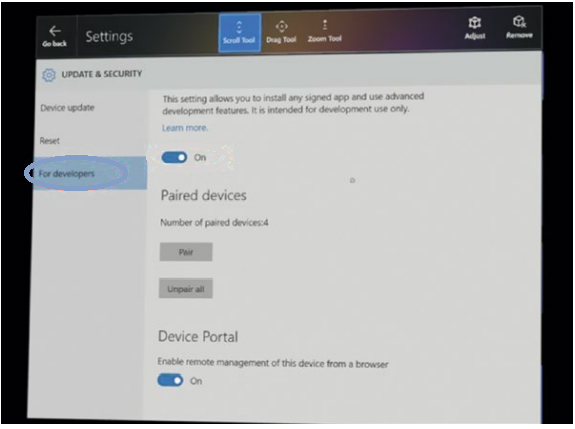 Go back
Settings
Scroll Tool
Drag Tool
Zoom Tool
Adjust
Remove
UPDATE & SECURITY
Device update
Reset
For developers
This setting allows you to install any signed app and use advanced
development features. It is intended for development use only.
Learn more.
On
Paired devices
Number of paired devices:4
Pair
Unpair all
Device Portal
Enable remote management of this device from a browser
On